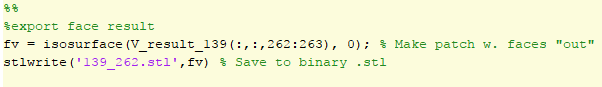 %%
%export face result
fv = isosurface(V_result_139(:,:,262:263), 0); % Make patch w. faces "out"
stlwrite('139_262.stl',fv) % Save to binary .stl